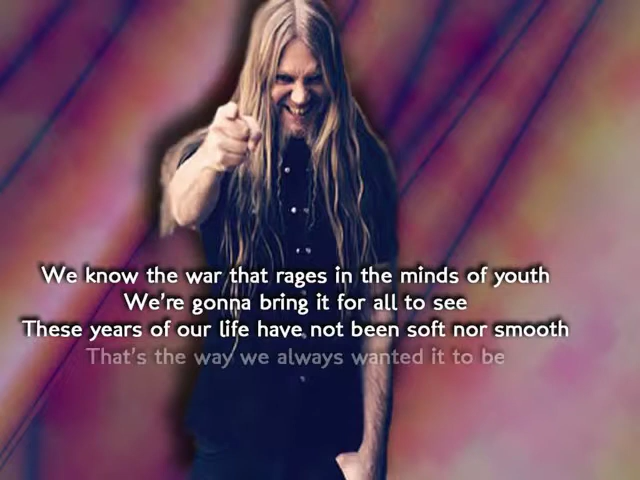 We know the war that rages in the minds of youth
We're gonna bring it for all to see
These years of our life have not been soft nor smooth
That's the way we always wanted it to be